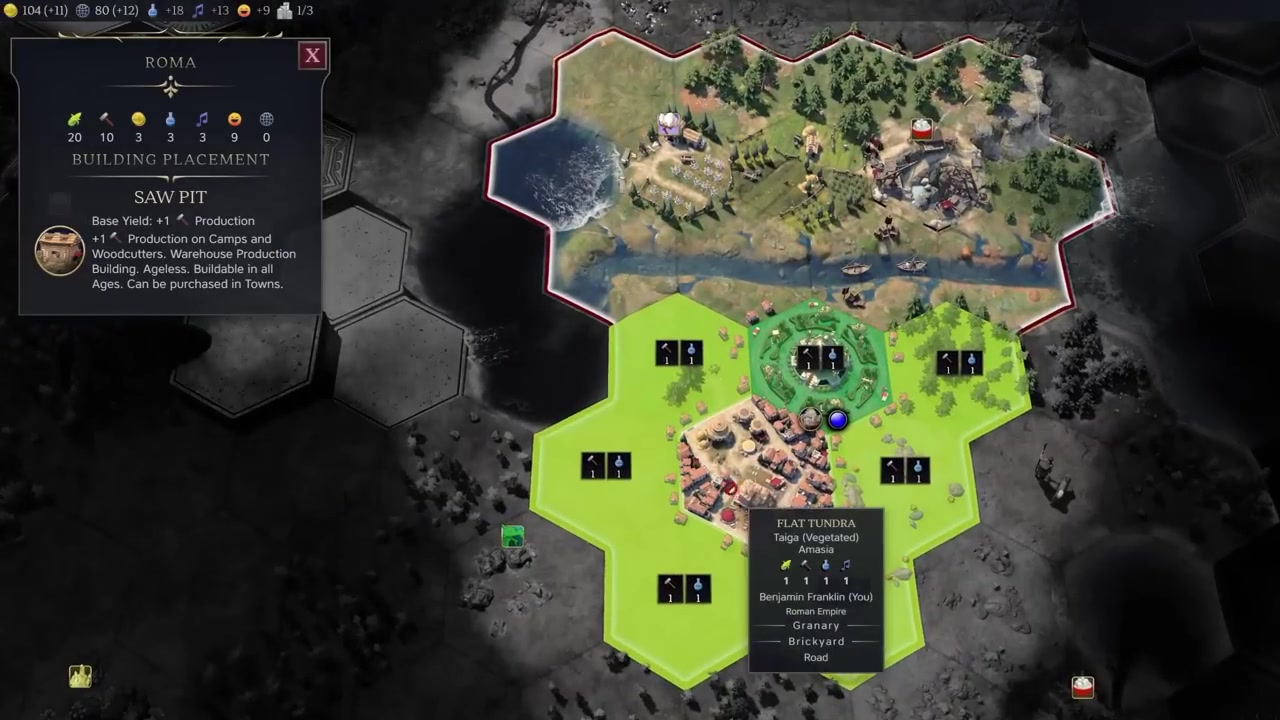 104 (+11) 80 (+12) +18 +13 +9 1/3
ROMA
X
20 10 3 3 3 9 0
BUILDING PLACEMENT
SAW PIT
Base Yield: +1 Production
+1 Production on Camps and
Woodcutters. Warehouse Production
Building. Ageless. Buildable in all
Ages. Can be purchased in Towns.
1 1
1 1
1 1
1 1
1 1
1 1
FLAT TUNDRA
Taiga (Vegetated)
Amasia
1 1 1 1
Benjamin Franklin (You)
Roman Empire
Granary
Brickyard
Road